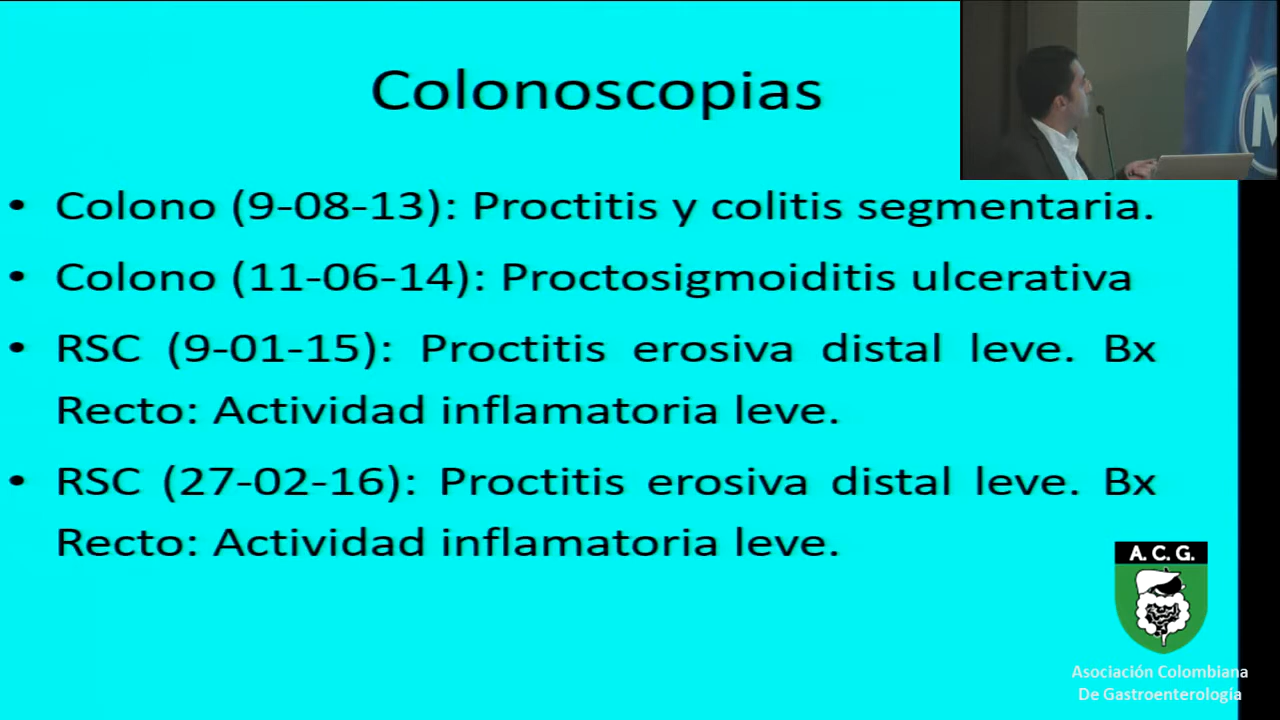 Colonoscopias
• Colono (9-08-13): Proctitis y colitis segmentaria.
• Colono (11-06-14): Proctosigmoiditis ulcerativa
• RSC (9-01-15): Proctitis erosiva distal leve. Bx
Recto: Actividad inflamatoria leve.
• RSC (27-02-16): Proctitis erosiva distal leve. Bx
Recto: Actividad inflamatoria leve.
A. C. G.
Asociación Colombiana
De Gastroenterología